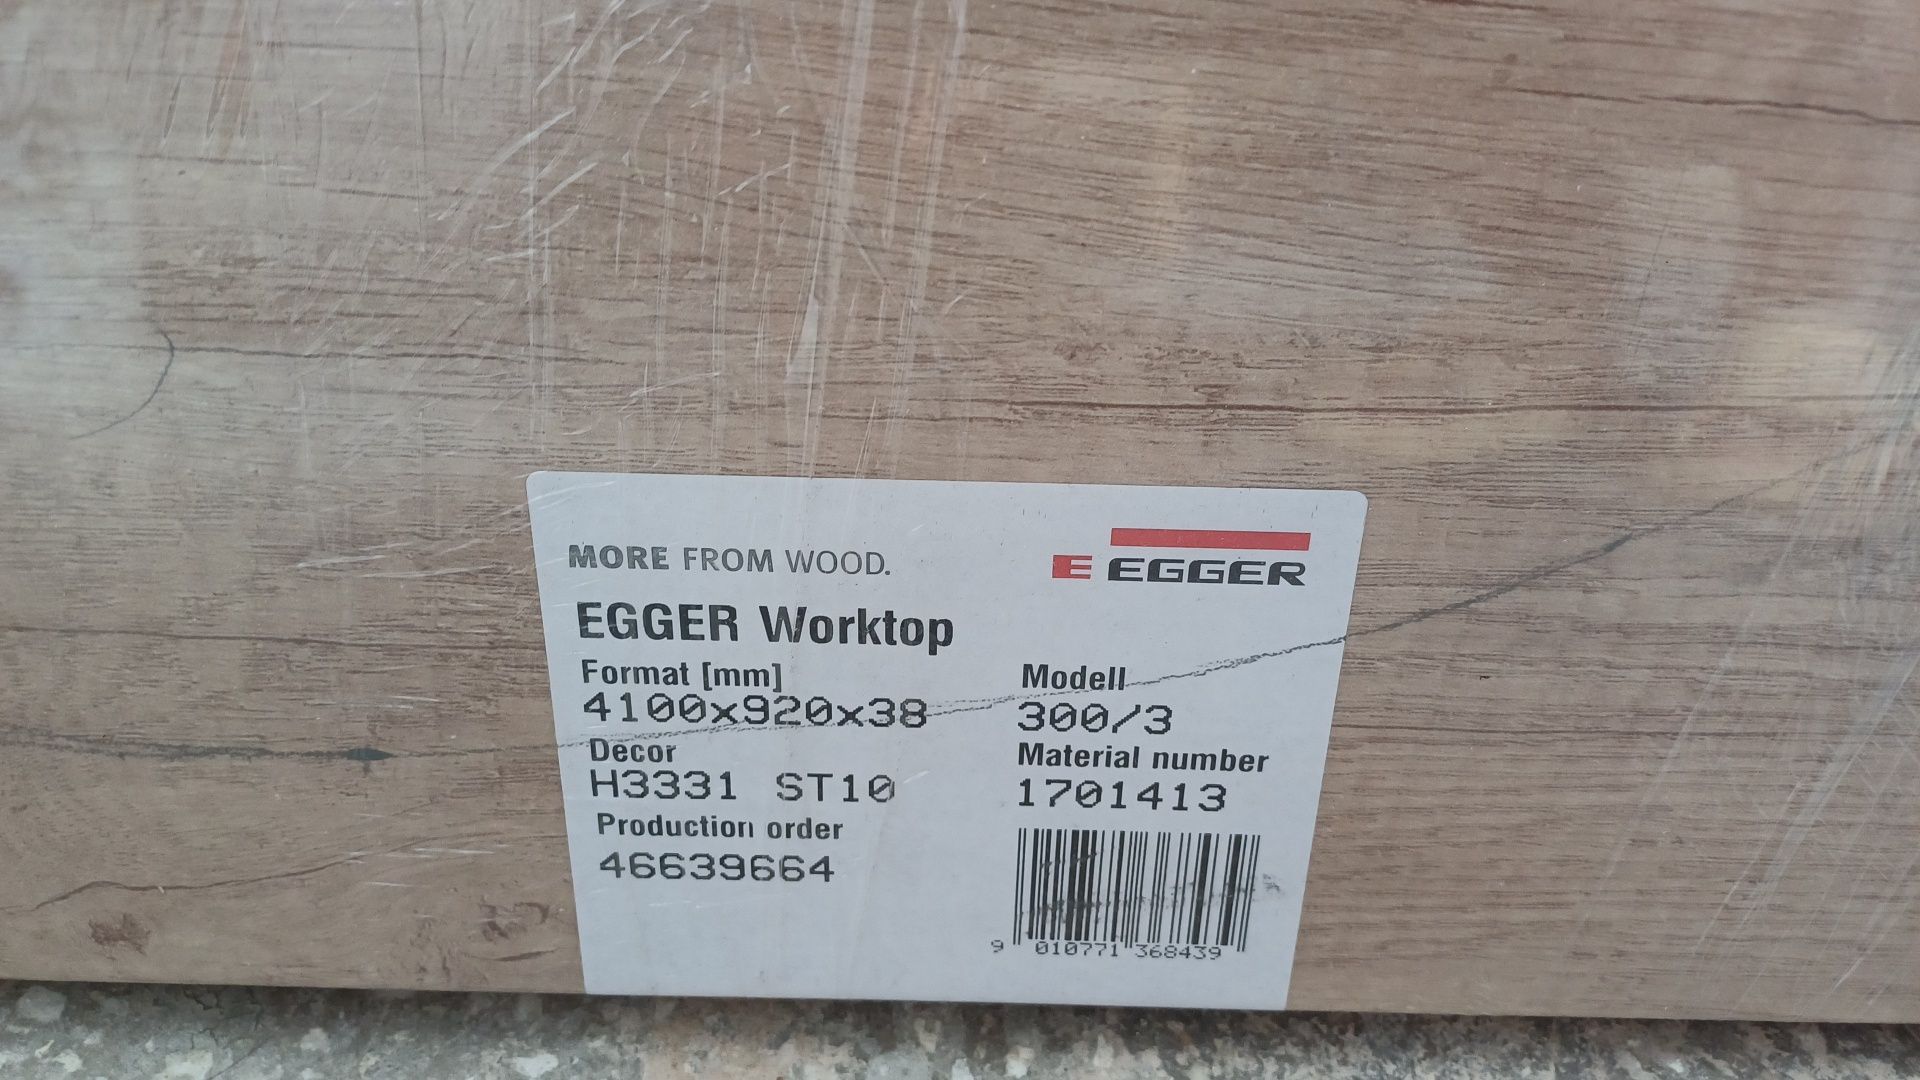 MORE FROM WOOD.
E EGGER
EGGER Worktop
Format [mm]
4100x920x38
Modell
300/3
Decor
H3331 ST10
Material number
1701413
Production order
46639664
9 010771 368439